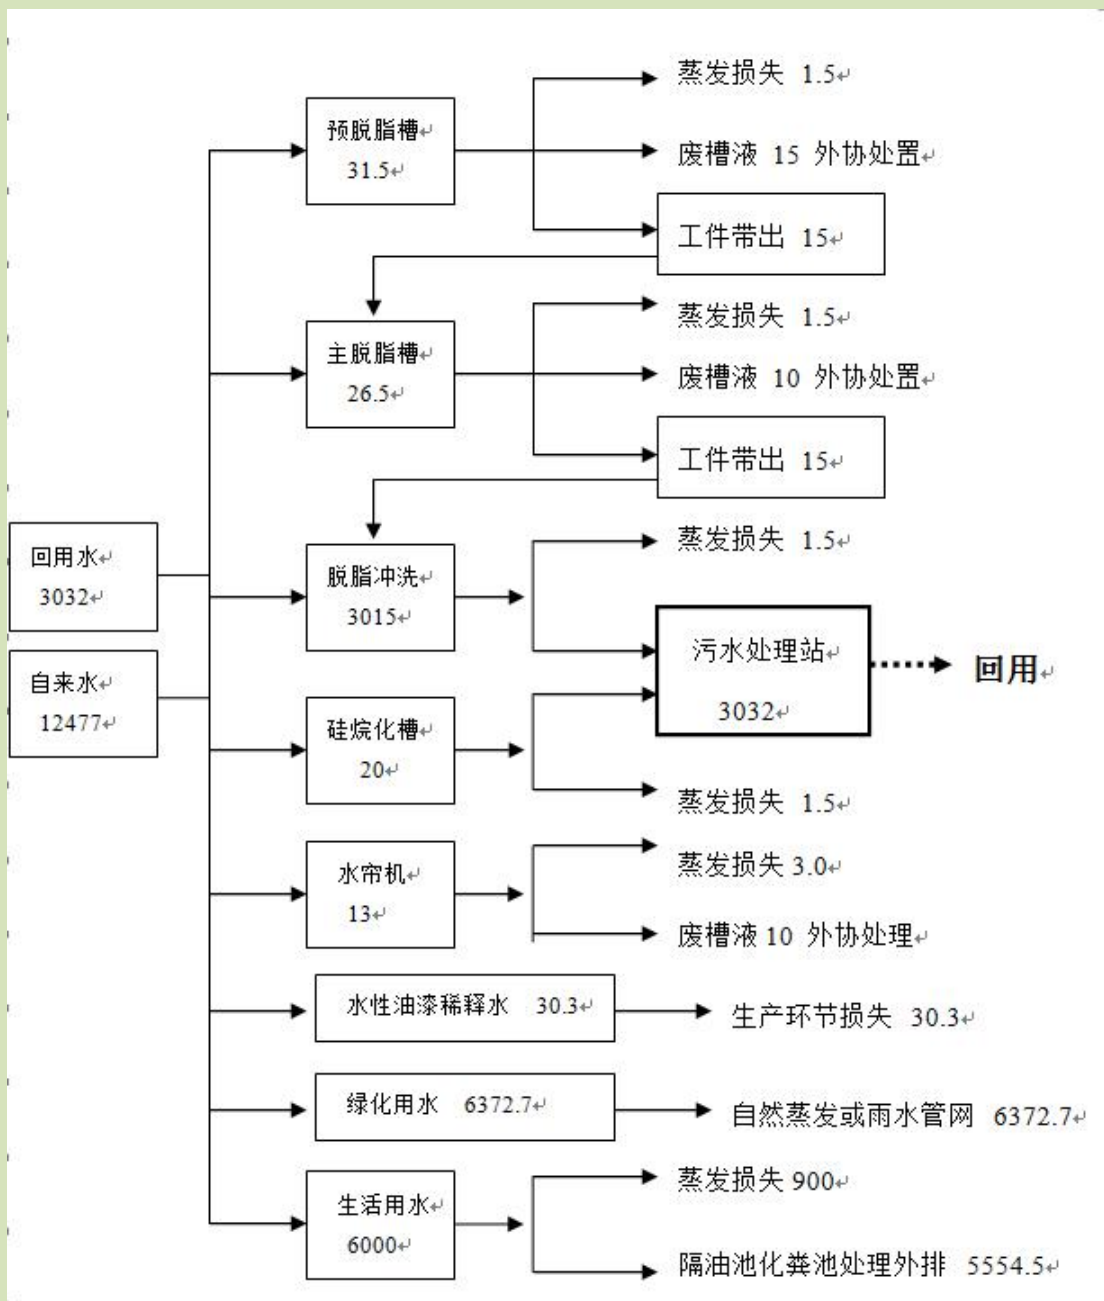 蒸发损失 1.5↵
预脱脂槽↵
31.5↵
废槽液 15 外协处置↵
工件带出 15↵
蒸发损失 1.5↵
主脱脂槽↵
26.5↵
废槽液 10 外协处置↵
工件带出 15↵
蒸发损失 1.5↵
回用水↵
3032↵
脱脂冲洗↵
3015↵
污水处理站↵
3032↵
回用↵
自来水↵
12477↵
硅烷化槽↵
20↵
蒸发损失 1.5↵
水帘机↵
13↵
蒸发损失 3.0↵
废槽液 10 外协处理↵
水性油漆稀释水 30.3↵
生产环节损失 30.3↵
绿化用水 6372.7↵
自然蒸发或雨水管网 6372.7↵
生活用水↵
6000↵
蒸发损失 900↵
隔油池化粪池处理外排 5554.5↵